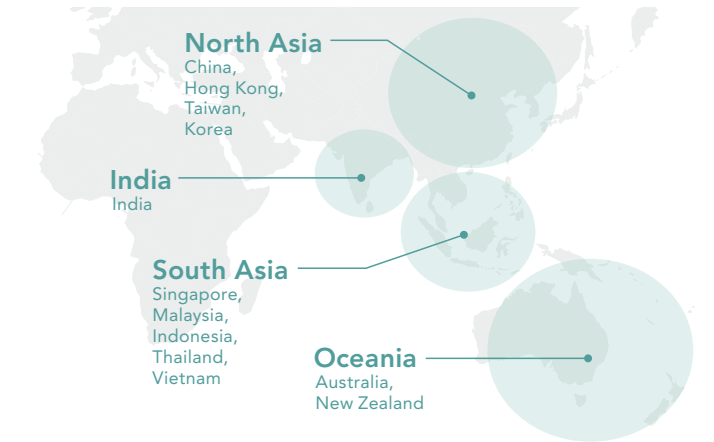 North Asia
China,
Hong Kong,
Taiwan,
Korea
India
India
South Asia
Singapore,
Malaysia,
Indonesia,
Thailand,
Vietnam
Oceania
Australia,
New Zealand